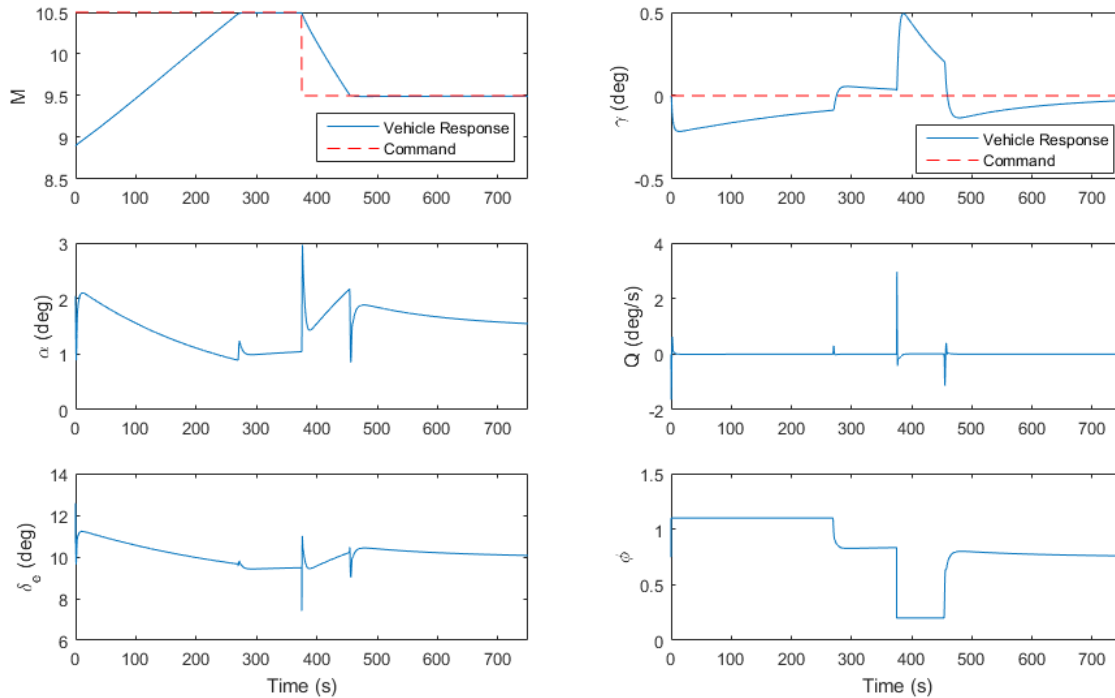 10.5
10
9.5
9
8.5
M
0 100 200 300 400 500 600 700
Vehicle Response
Command
0.5
0
-0.5
γ (deg)
0 100 200 300 400 500 600 700
Vehicle Response
Command
3
2
1
0
α (deg)
0 100 200 300 400 500 600 700
4
2
0
-2
Q (deg/s)
0 100 200 300 400 500 600 700
14
12
10
8
6
δe (deg)
0 100 200 300 400 500 600 700
Time (s)
1.5
1
0.5
0
ϕ
0 100 200 300 400 500 600 700
Time (s)